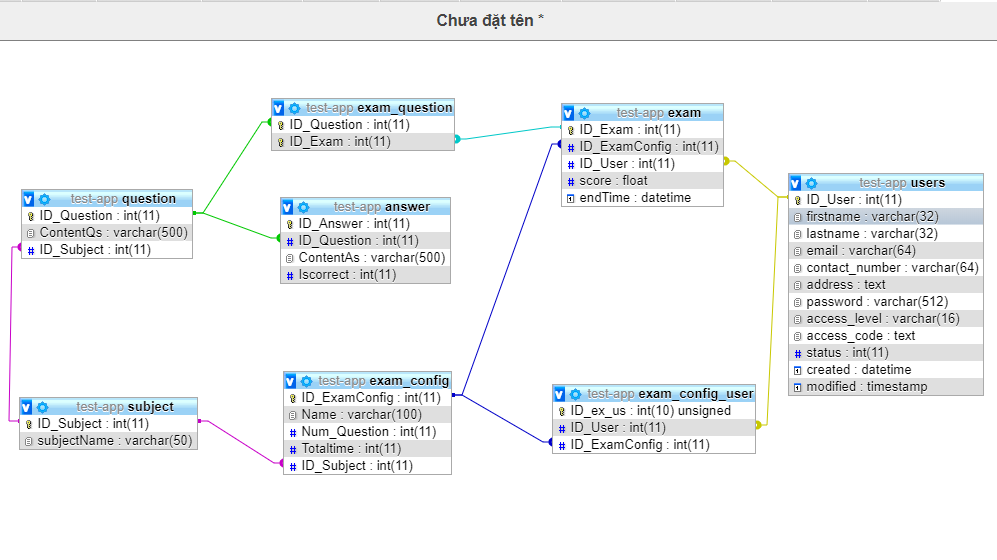 Chưa đặt tên *
test-app exam_question
ID_Question : int(11)
ID_Exam : int(11)
test-app exam
ID_Exam : int(11)
ID_ExamConfig : int(11)
ID_User : int(11)
score : float
endTime : datetime
test-app question
ID_Question : int(11)
ContentQs : varchar(500)
ID_Subject : int(11)
test-app answer
ID_Answer : int(11)
ID_Question : int(11)
ContentAs : varchar(500)
Iscorrect : int(11)
test-app users
ID_User : int(11)
firstname : varchar(32)
lastname : varchar(32)
email : varchar(64)
contact_number : varchar(64)
address : text
password : varchar(512)
access_level : varchar(16)
access_code : text
status : int(11)
created : datetime
modified : timestamp
test-app subject
ID_Subject : int(11)
subjectName : varchar(50)
test-app exam_config
ID_ExamConfig : int(11)
Name : varchar(100)
Num_Question : int(11)
Totaltime : int(11)
ID_Subject : int(11)
test-app exam_config_user
ID_ex_us : int(10) unsigned
ID_User : int(11)
ID_ExamConfig : int(11)